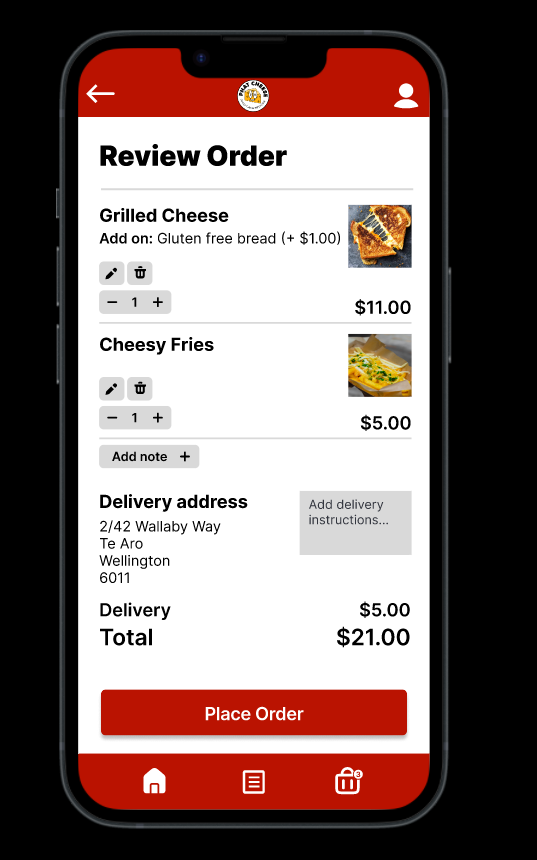 PHAT CHEESE
Review Order
Grilled Cheese
Add on: Gluten free bread (+ $1.00)
− 1 +
$11.00
Cheesy Fries
− 1 +
$5.00
Add note +
Delivery address
2/42 Wallaby Way
Te Aro
Wellington
6011
Add delivery
instructions...
Delivery $5.00
Total $21.00
Place Order
3